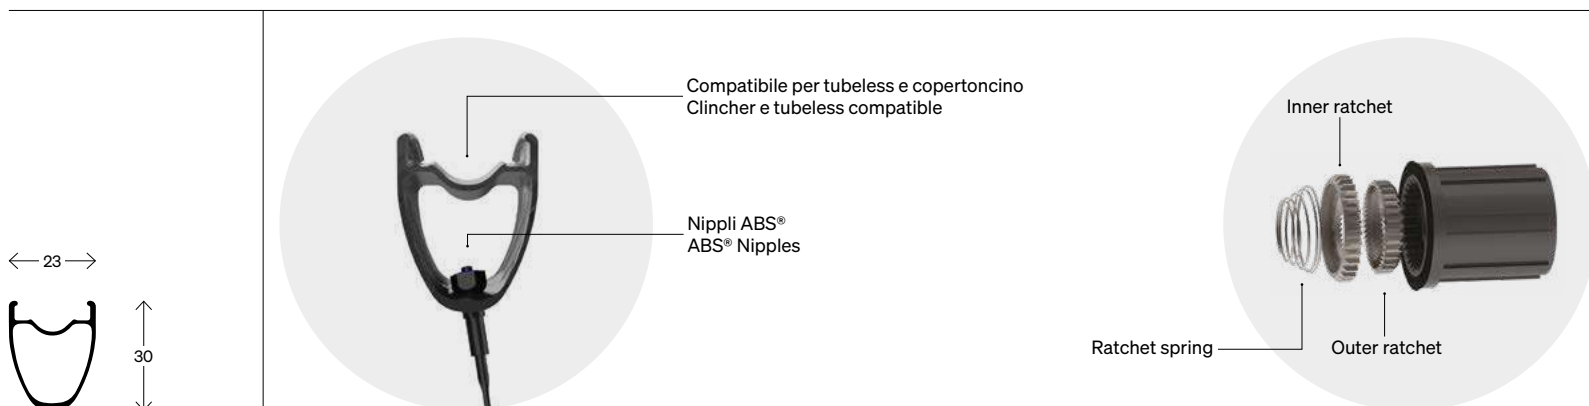 23
30
Compatibile per tubeless e copertoncino
Clincher e tubeless compatible
Nippli ABS®
ABS® Nipples
Inner ratchet
Ratchet spring
Outer ratchet